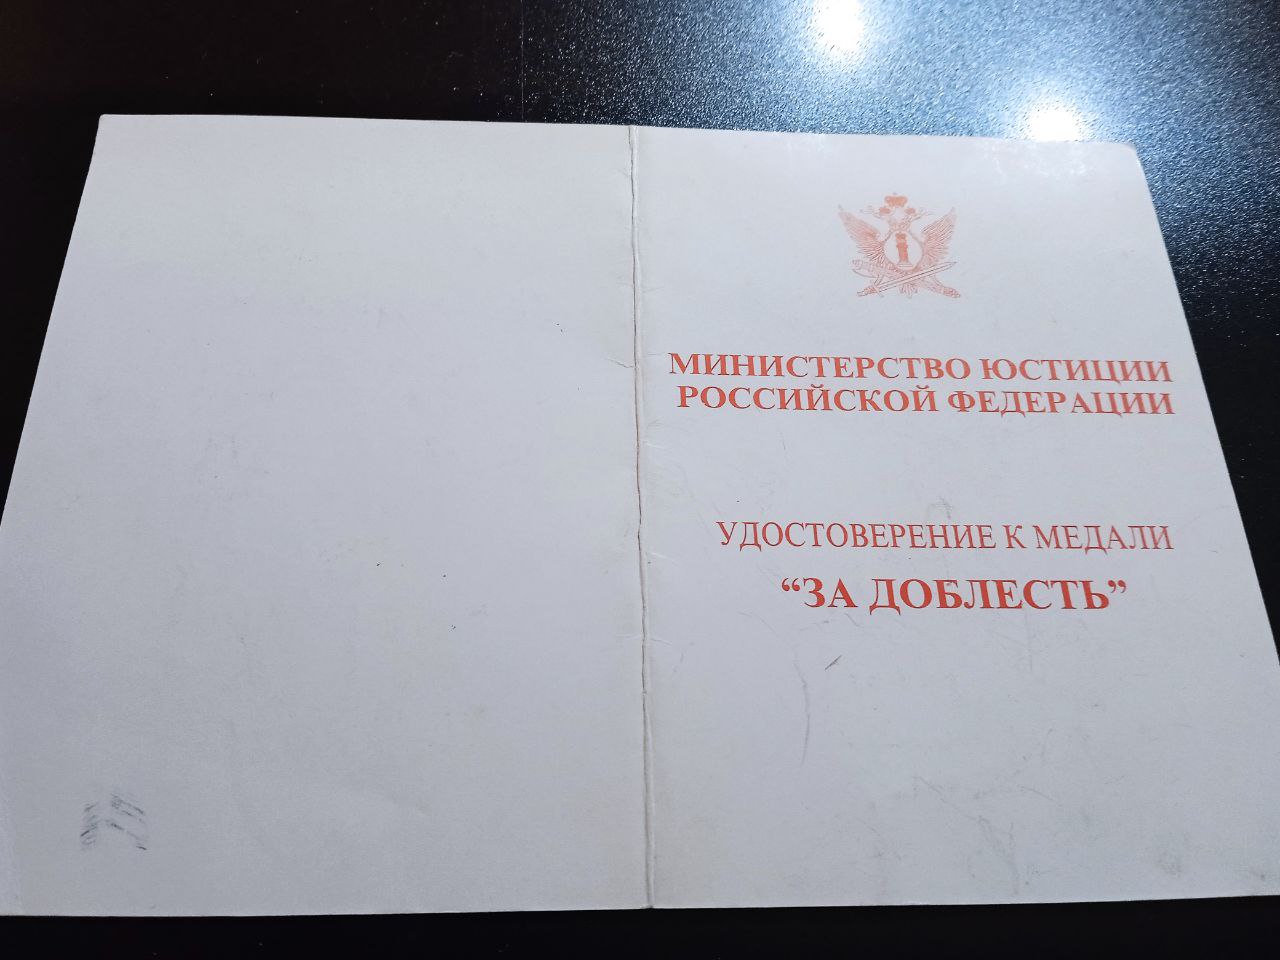 МИНИСТЕРСТВО ЮСТИЦИИ
РОССИЙСКОЙ ФЕДЕРАЦИИ
УДОСТОВЕРЕНИЕ К МЕДАЛИ
“ЗА ДОБЛЕСТЬ”